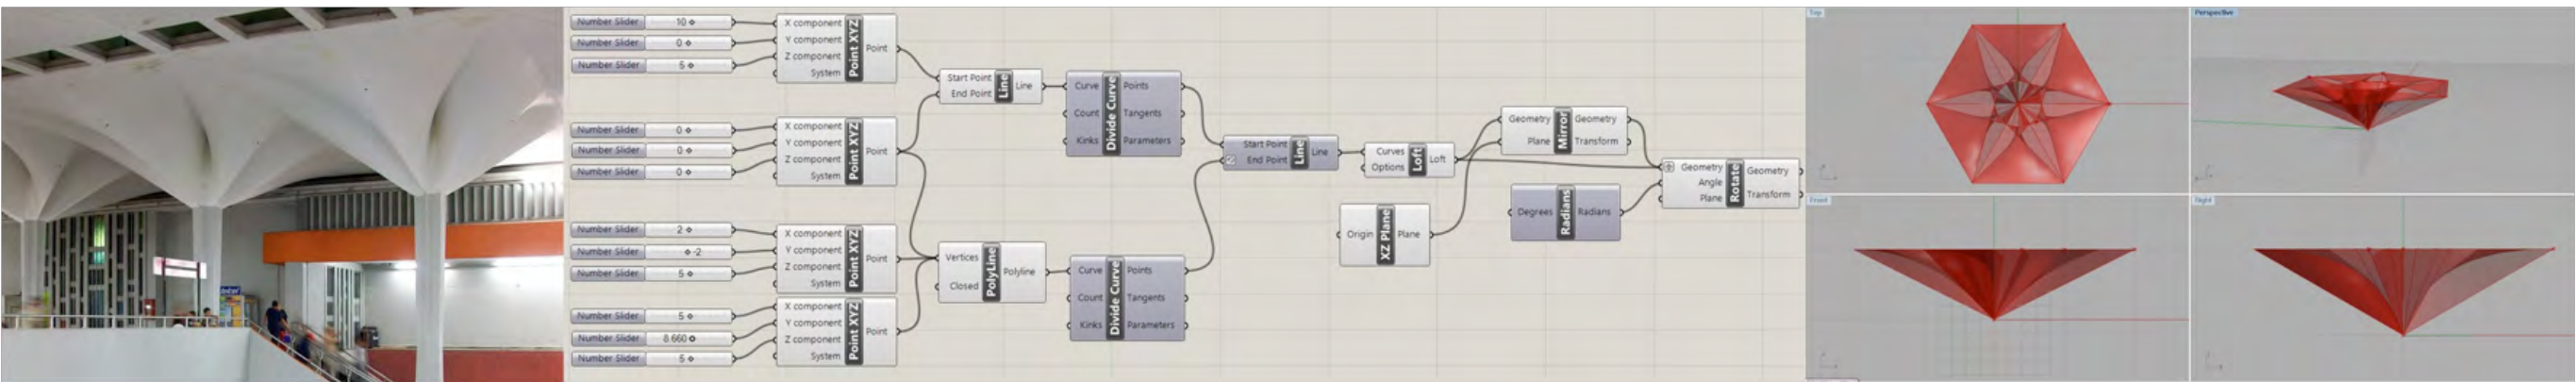 Number Slider 10
Number Slider 0
Number Slider 5
X component
Y component
Z component
System
Point XYZ
Point
Number Slider 0
Number Slider 0
Number Slider 0
X component
Y component
Z component
System
Point XYZ
Point
Number Slider 2
Number Slider -2
Number Slider 5
X component
Y component
Z component
System
Point XYZ
Point
Number Slider 5
Number Slider 8.660
Number Slider 5
X component
Y component
Z component
System
Point XYZ
Point
Start Point
End Point
Line
Line
Vertices
Closed
PolyLine
Polyline
Curve
Count
Kinks
Divide Curve
Points
Tangents
Parameters
Curve
Count
Kinks
Divide Curve
Points
Tangents
Parameters
Start Point
End Point
Line
Line
Curves
Options
Loft
Loft
Origin
XZ Plane
Plane
Geometry
Plane
Mirror
Geometry
Transform
Degrees
Radians
Radians
Geometry
Angle
Plane
Rotate
Geometry
Transform
Top
Perspective
Front
Right